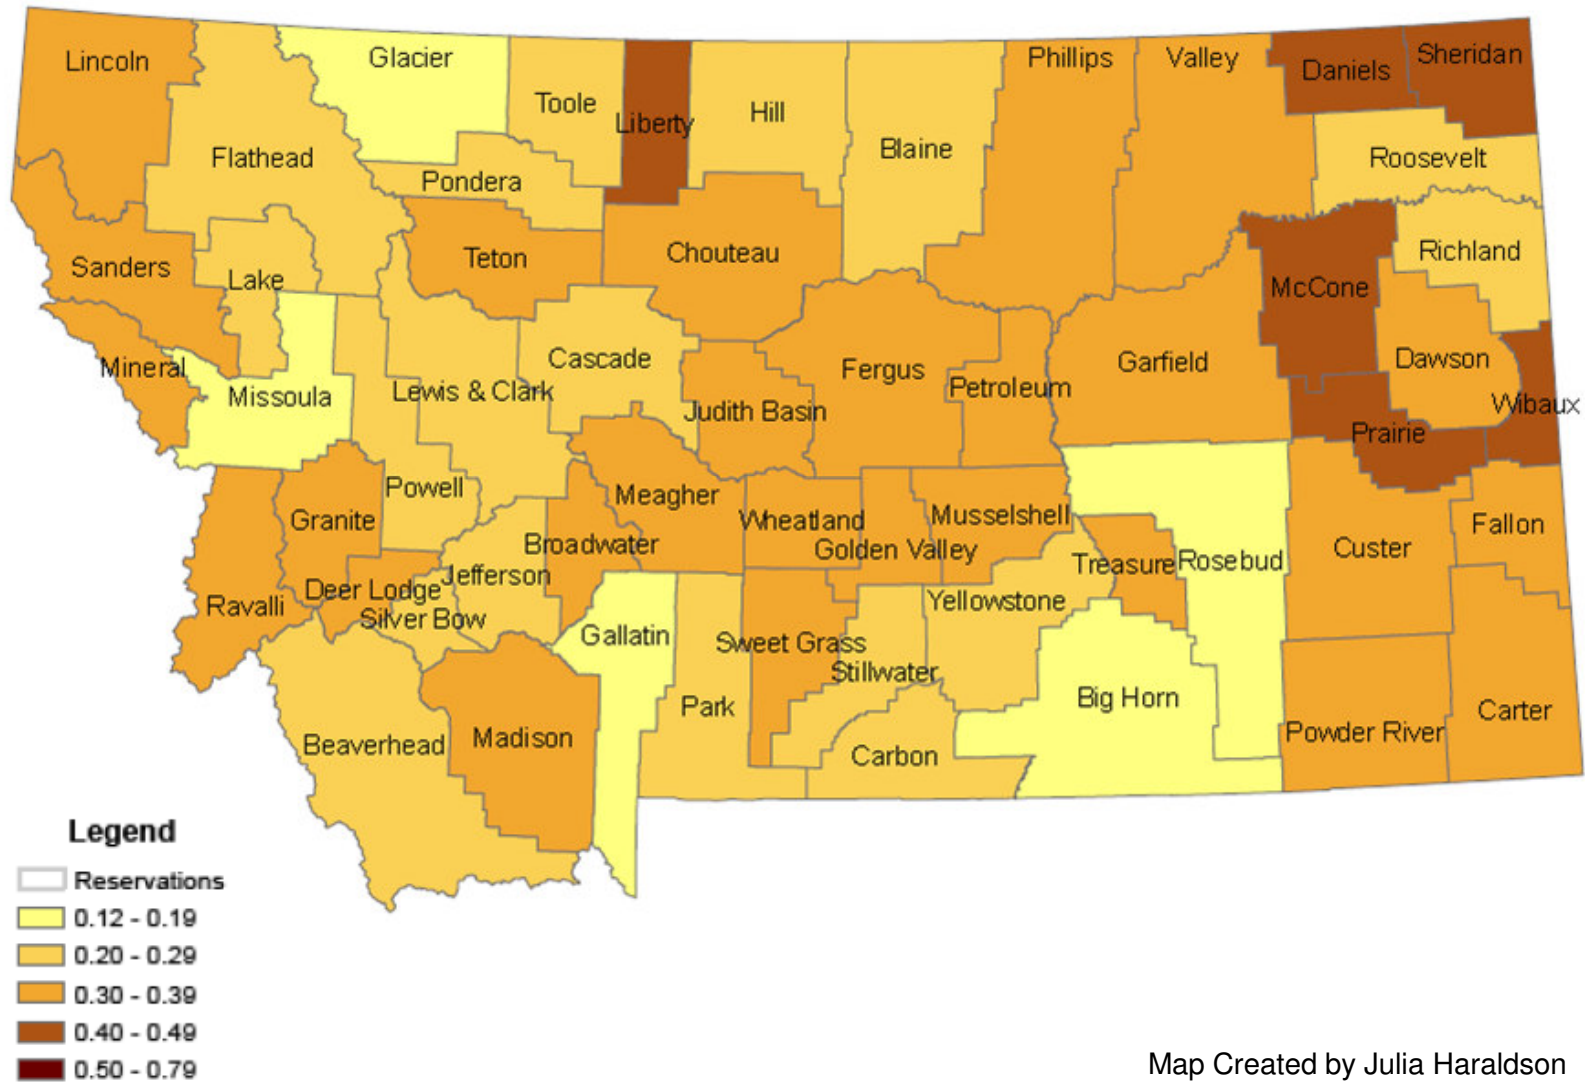 Lincoln
Glacier
Phillips
Valley
Sheridan
Daniels
Toole
Liberty
Hill
Blaine
Flathead
Roosevelt
Pondera
Richland
Teton
Chouteau
Sanders
Lake
McCone
Mineral
Cascade
Fergus
Garfield
Dawson
Missoula
Lewis & Clark
Judith Basin
Petroleum
Wibaux
Prairie
Powell
Meagher
Granite
Wheatland
Musselshell
Fallon
Broadwater
Golden Valley
Custer
Jefferson
Treasure
Rosebud
Deer Lodge
Ravalli
Silver Bow
Yellowstone
Gallatin
Sweet Grass
Stillwater
Big Horn
Park
Carter
Beaverhead
Madison
Carbon
Powder River
Legend
Reservations
0.12 - 0.19
0.20 - 0.29
0.30 - 0.39
0.40 - 0.49
0.50 - 0.79
Map Created by Julia Haraldson